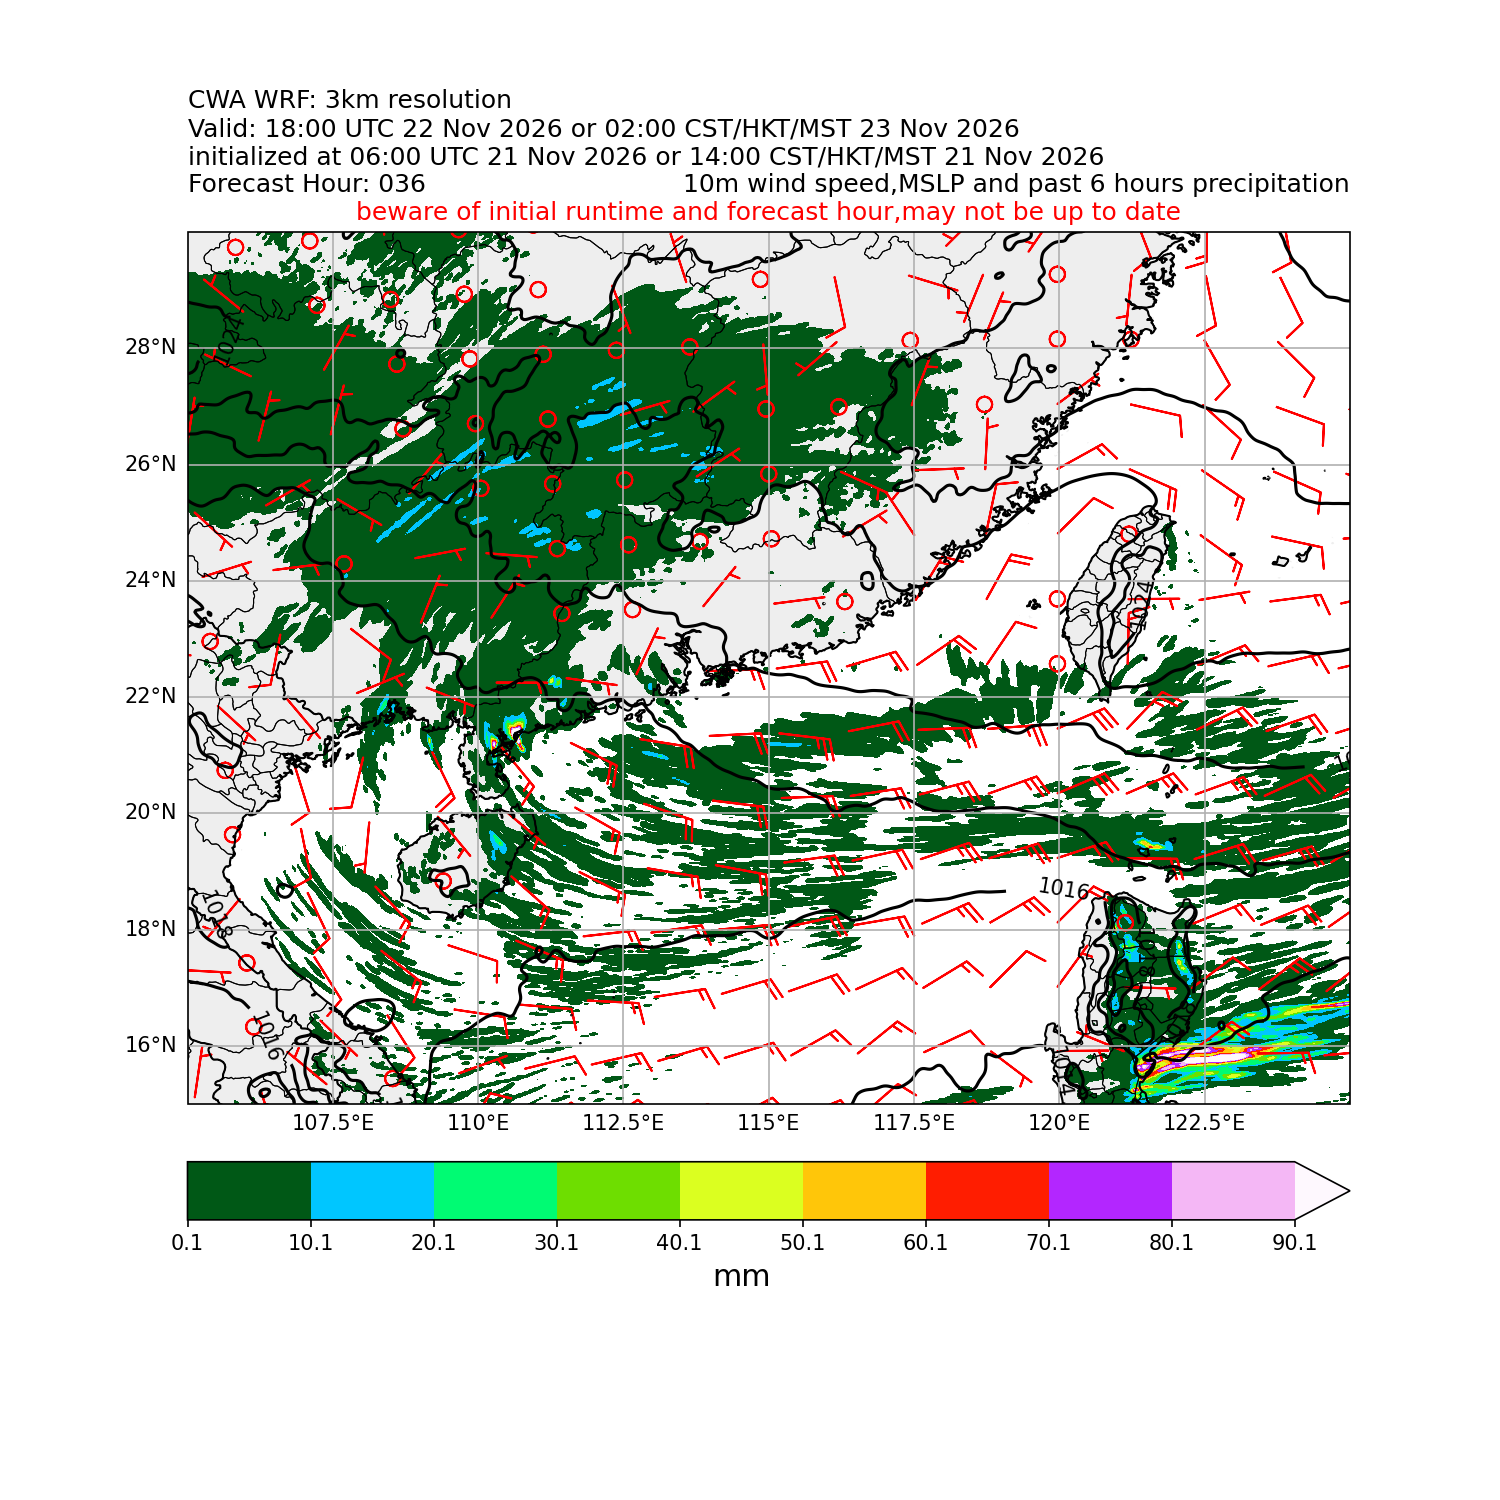 CWA WRF: 3km resolution
Valid: 18:00 UTC 22 Nov 2026 or 02:00 CST/HKT/MST 23 Nov 2026
initialized at 06:00 UTC 21 Nov 2026 or 14:00 CST/HKT/MST 21 Nov 2026
Forecast Hour: 036 10m wind speed,MSLP and past 6 hours precipitation
beware of initial runtime and forecast hour,may not be up to date
1024
28°N
26°N
24°N
1024
22°N
20°N
1016
1018
18°N
1018
1016
16°N
107.5°E 110°E 112.5°E 115°E 117.5°E 120°E 122.5°E
0.1 10.1 20.1 30.1 40.1 50.1 60.1 70.1 80.1 90.1
mm